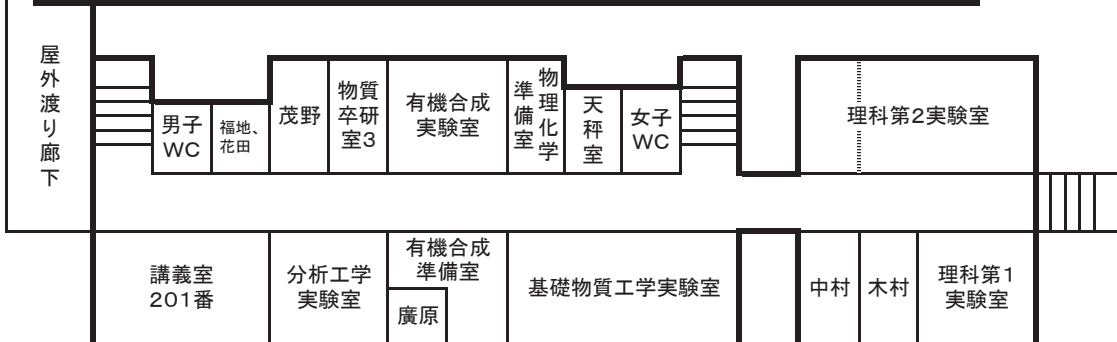 屋外渡り廊下
男子
WC
福地、
花田
茂野
物質
卒研
室3
有機合成
実験室
物理化学
準備室
天秤室
女子
WC
理科第2実験室
講義室
201番
分析工学
実験室
有機合成
準備室
廣原
基礎物質工学実験室
中村
木村
理科第1
実験室